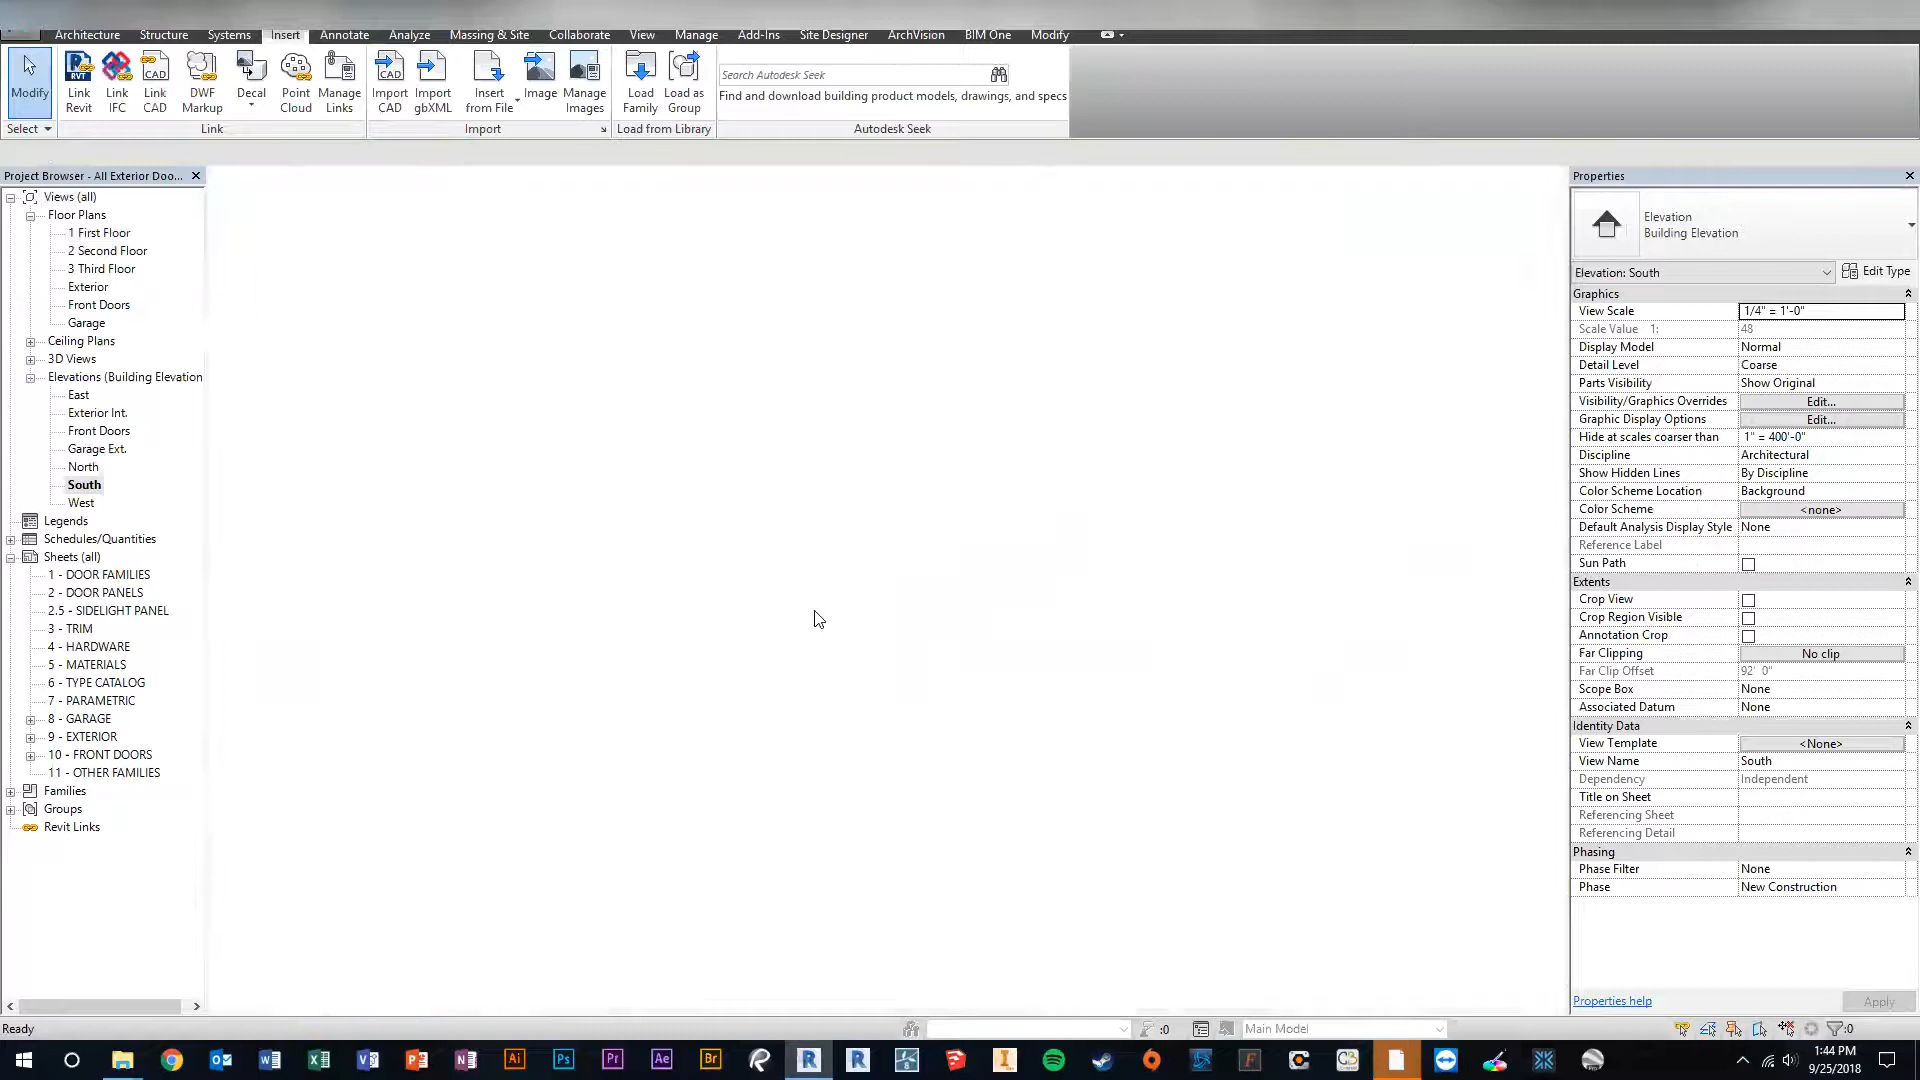 Architecture Structure Systems Insert Annotate Analyze Massing & Site Collaborate View Manage Add-Ins Site Designer ArchVision BIM One Modify
Modify
Link Revit
Link IFC
Link CAD
DWF Markup
Decal
Point Cloud
Manage Links
Import CAD
Import gbXML
Insert from File
Image
Manage Images
Load Family
Load as Group
Search Autodesk Seek
Find and download building product models, drawings, and specs
Select Link Import Load from Library Autodesk Seek
Project Browser - All Exterior Doo...
Views (all)
Floor Plans
1 First Floor
2 Second Floor
3 Third Floor
Exterior
Front Doors
Garage
Ceiling Plans
3D Views
Elevations (Building Elevation
East
Exterior Int.
Front Doors
Garage Ext.
North
South
West
Legends
Schedules/Quantities
Sheets (all)
1 - DOOR FAMILIES
2 - DOOR PANELS
2.5 - SIDELIGHT PANEL
3 - TRIM
4 - HARDWARE
5 - MATERIALS
6 - TYPE CATALOG
7 - PARAMETRIC
8 - GARAGE
9 - EXTERIOR
10 - FRONT DOORS
11 - OTHER FAMILIES
Families
Groups
Revit Links
Properties
Elevation
Building Elevation
Elevation: South Edit Type
Graphics
View Scale 1/4" = 1'-0"
Scale Value 1: 48
Display Model Normal
Detail Level Coarse
Parts Visibility Show Original
Visibility/Graphics Overrides Edit...
Graphic Display Options Edit...
Hide at scales coarser than 1" = 400'-0"
Discipline Architectural
Show Hidden Lines By Discipline
Color Scheme Location Background
Color Scheme <none>
Default Analysis Display Style None
Reference Label
Sun Path
Extents
Crop View
Crop Region Visible
Annotation Crop
Far Clipping No clip
Far Clip Offset 92' 0"
Scope Box None
Associated Datum None
Identity Data
View Template <None>
View Name South
Dependency Independent
Title on Sheet
Referencing Sheet
Referencing Detail
Phasing
Phase Filter None
Phase New Construction
Properties help Apply
Ready :0 Main Model :0
1:44 PM
9/25/2018